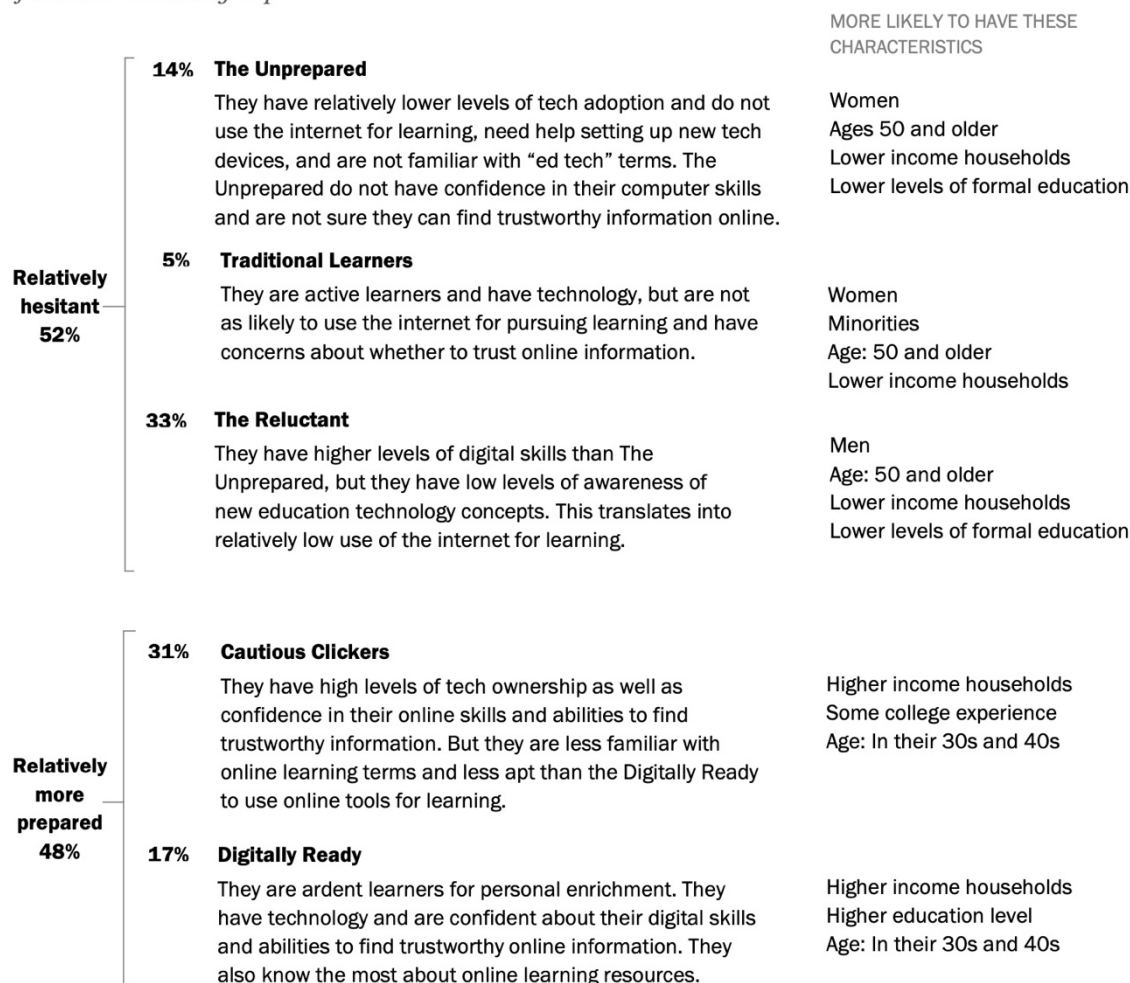 MORE LIKELY TO HAVE THESE
CHARACTERISTICS
14% The Unprepared
They have relatively lower levels of tech adoption and do not
use the internet for learning, need help setting up new tech
devices, and are not familiar with “ed tech” terms. The
Unprepared do not have confidence in their computer skills
and are not sure they can find trustworthy information online.
Women
Ages 50 and older
Lower income households
Lower levels of formal education
Relatively
hesitant
52%
5% Traditional Learners
They are active learners and have technology, but are not
as likely to use the internet for pursuing learning and have
concerns about whether to trust online information.
Women
Minorities
Age: 50 and older
Lower income households
33% The Reluctant
They have higher levels of digital skills than The
Unprepared, but they have low levels of awareness of
new education technology concepts. This translates into
relatively low use of the internet for learning.
Men
Age: 50 and older
Lower income households
Lower levels of formal education
31% Cautious Clickers
They have high levels of tech ownership as well as
confidence in their online skills and abilities to find
trustworthy information. But they are less familiar with
online learning terms and less apt than the Digitally Ready
to use online tools for learning.
Higher income households
Some college experience
Age: In their 30s and 40s
Relatively
more
prepared
48%
17% Digitally Ready
They are ardent learners for personal enrichment. They
have technology and are confident about their digital skills
and abilities to find trustworthy online information. They
also know the most about online learning resources.
Higher income households
Higher education level
Age: In their 30s and 40s